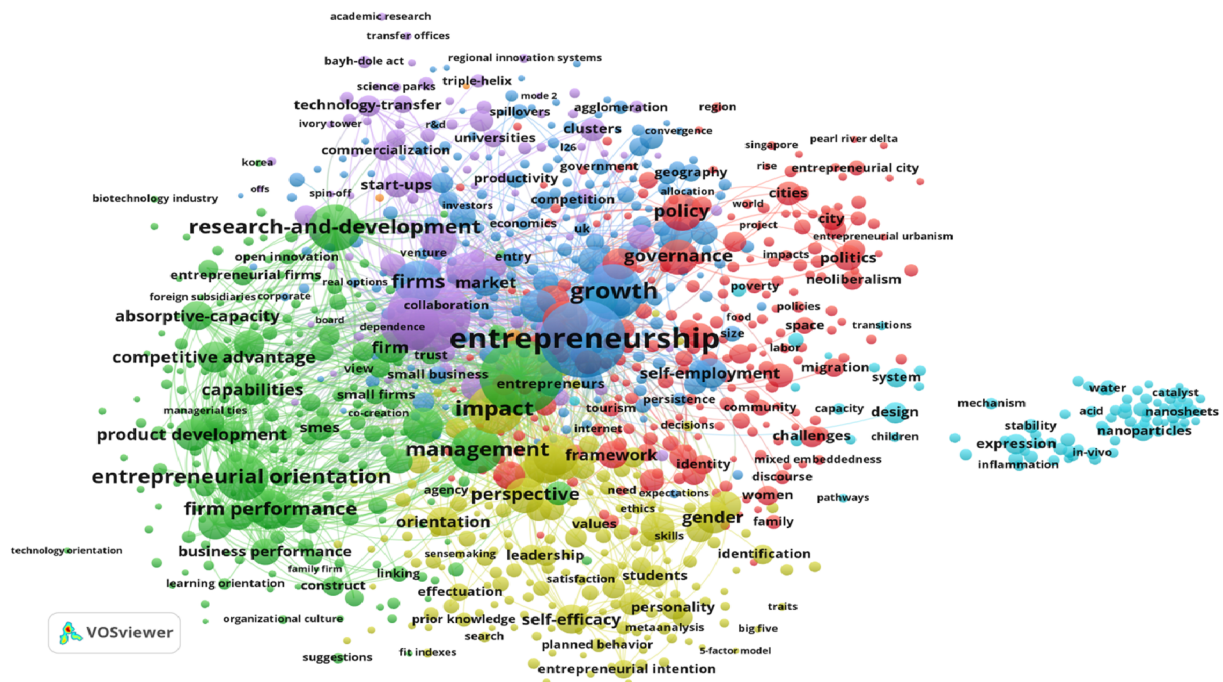 academic research
transfer offices
bayh-dole act
regional innovation systems
science parks
triple-helix
technology-transfer
mode 2
spillovers
agglomeration
region
ivory tower
r&d
universities
clusters
convergence
commercialization
l26
singapore
pearl river delta
korea
government
rise
entrepreneurial city
offs
spin-off
start-ups
productivity
geography
biotechnology industry
investors
competition
allocation
cities
research-and-development
economics
uk
policy
world
city
project
entrepreneurial urbanism
open innovation
venture
entry
governance
impacts
politics
entrepreneurial firms
real options
firms
market
growth
poverty
neoliberalism
foreign subsidiaries
corporate
collaboration
policies
absorptive-capacity
board
dependence
entrepreneurship
food
size
space
transitions
competitive advantage
view
firm
trust
small business
entrepreneurs
self-employment
labor
migration
system
capabilities
small firms
persistence
water
catalyst
managerial ties
co-creation
impact
tourism
community
capacity
design
mechanism
acid
nanosheets
product development
smes
internet
decisions
challenges
children
stability
nanoparticles
management
framework
identity
mixed embeddedness
expression
in-vivo
inflammation
entrepreneurial orientation
agency
perspective
need
expectations
discourse
women
pathways
firm performance
orientation
values
ethics
gender
family
skills
technology orientation
business performance
sensemaking
leadership
identification
family firm
linking
learning orientation
construct
effectuation
satisfaction
students
organizational culture
prior knowledge
self-efficacy
personality
traits
search
metaanalysis
big five
VOSviewer
suggestions
fit indexes
planned behavior
5-factor model
entrepreneurial intention